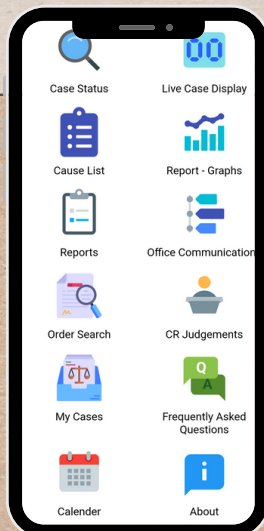 00
Case Status
Live Case Display
Cause List
Report - Graphs
Reports
Office Communication
Order Search
CR Judgements
Q
A
My Cases
Frequently Asked
Questions
i
Calender
About